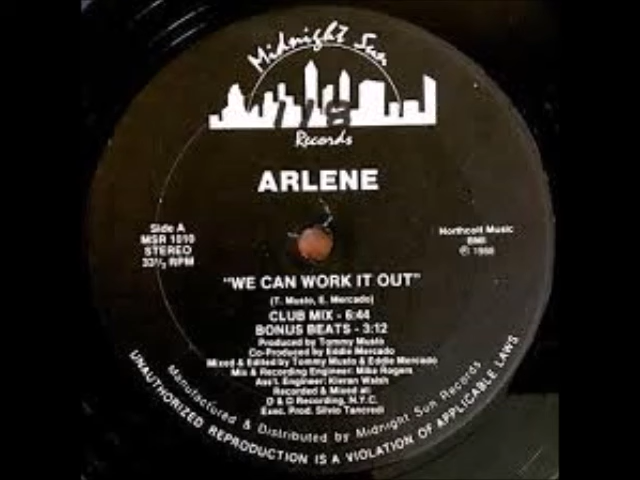 Midnight Sun
118
Records
ARLENE
Side A
MSR 1010
STEREO
33⅓ RPM
Northcott Music
BMI
℗ 1988
"WE CAN WORK IT OUT"
(T. Musto, E. Mercado)
CLUB MIX - 6:44
BONUS BEATS - 3:12
Produced by Tommy Musto
Co-Produced by Eddie Mercado
Mixed & Edited by Tommy Musto & Eddie Mercado
Mix & Recording Engineer: Mike Rogers
Ass't. Engineer: Kieran Walsh
Recorded & Mixed at
D & D Recording, N.Y.C.
Exec. Prod. Silvio Tancredi
Manufactured & Distributed by Midnight Sun Records
UNAUTHORIZED REPRODUCTION IS A VIOLATION OF APPLICABLE LAWS